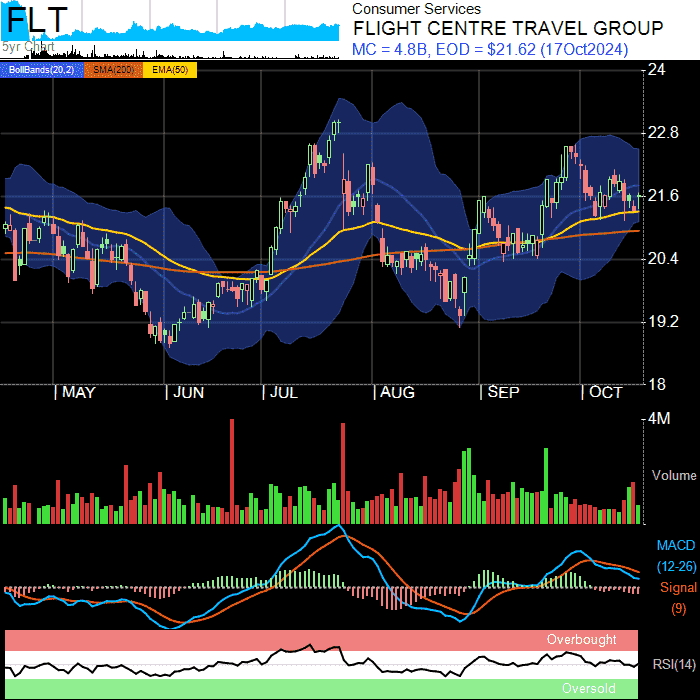 FLT
5yr Chart
Consumer Services
FLIGHT CENTRE TRAVEL GROUP
MC = 4.8B, EOD = $21.62 (17Oct2024)
BollBands(20,2) SMA(200) EMA(50)
24
22.8
21.6
20.4
19.2
18
MAY JUN JUL AUG SEP OCT
4M
Volume
MACD
(12-26)
Signal
(9)
Overbought
RSI(14)
Oversold